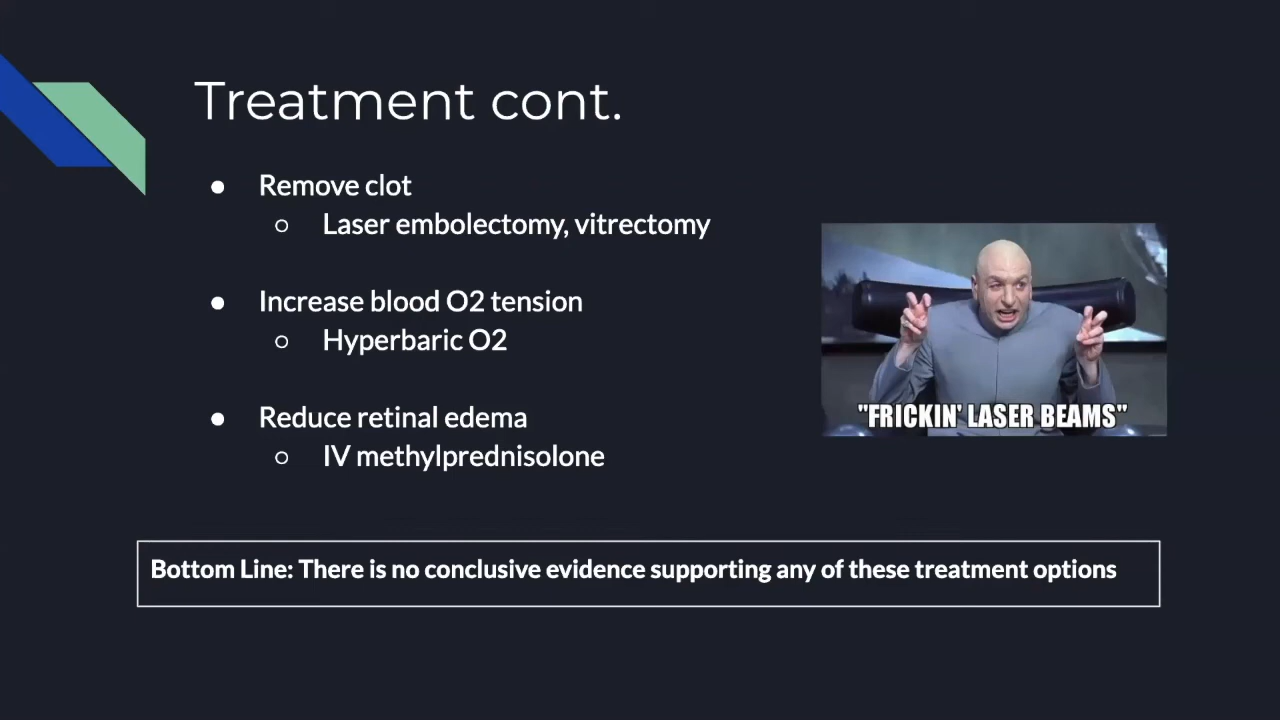 Treatment cont.
● Remove clot
○ Laser embolectomy, vitrectomy
● Increase blood O2 tension
○ Hyperbaric O2
● Reduce retinal edema
○ IV methylprednisolone
"FRICKIN' LASER BEAMS"
Bottom Line: There is no conclusive evidence supporting any of these treatment options